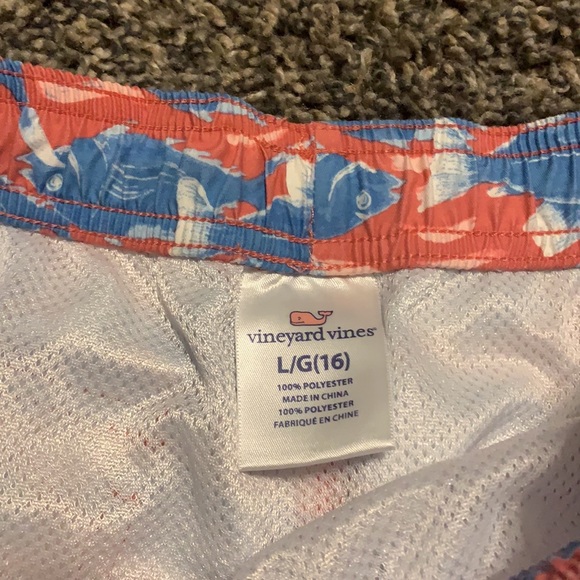 vineyard vines®
L/G(16)
100% POLYESTER
MADE IN CHINA
100% POLYESTER
FABRIQUÉ EN CHINE